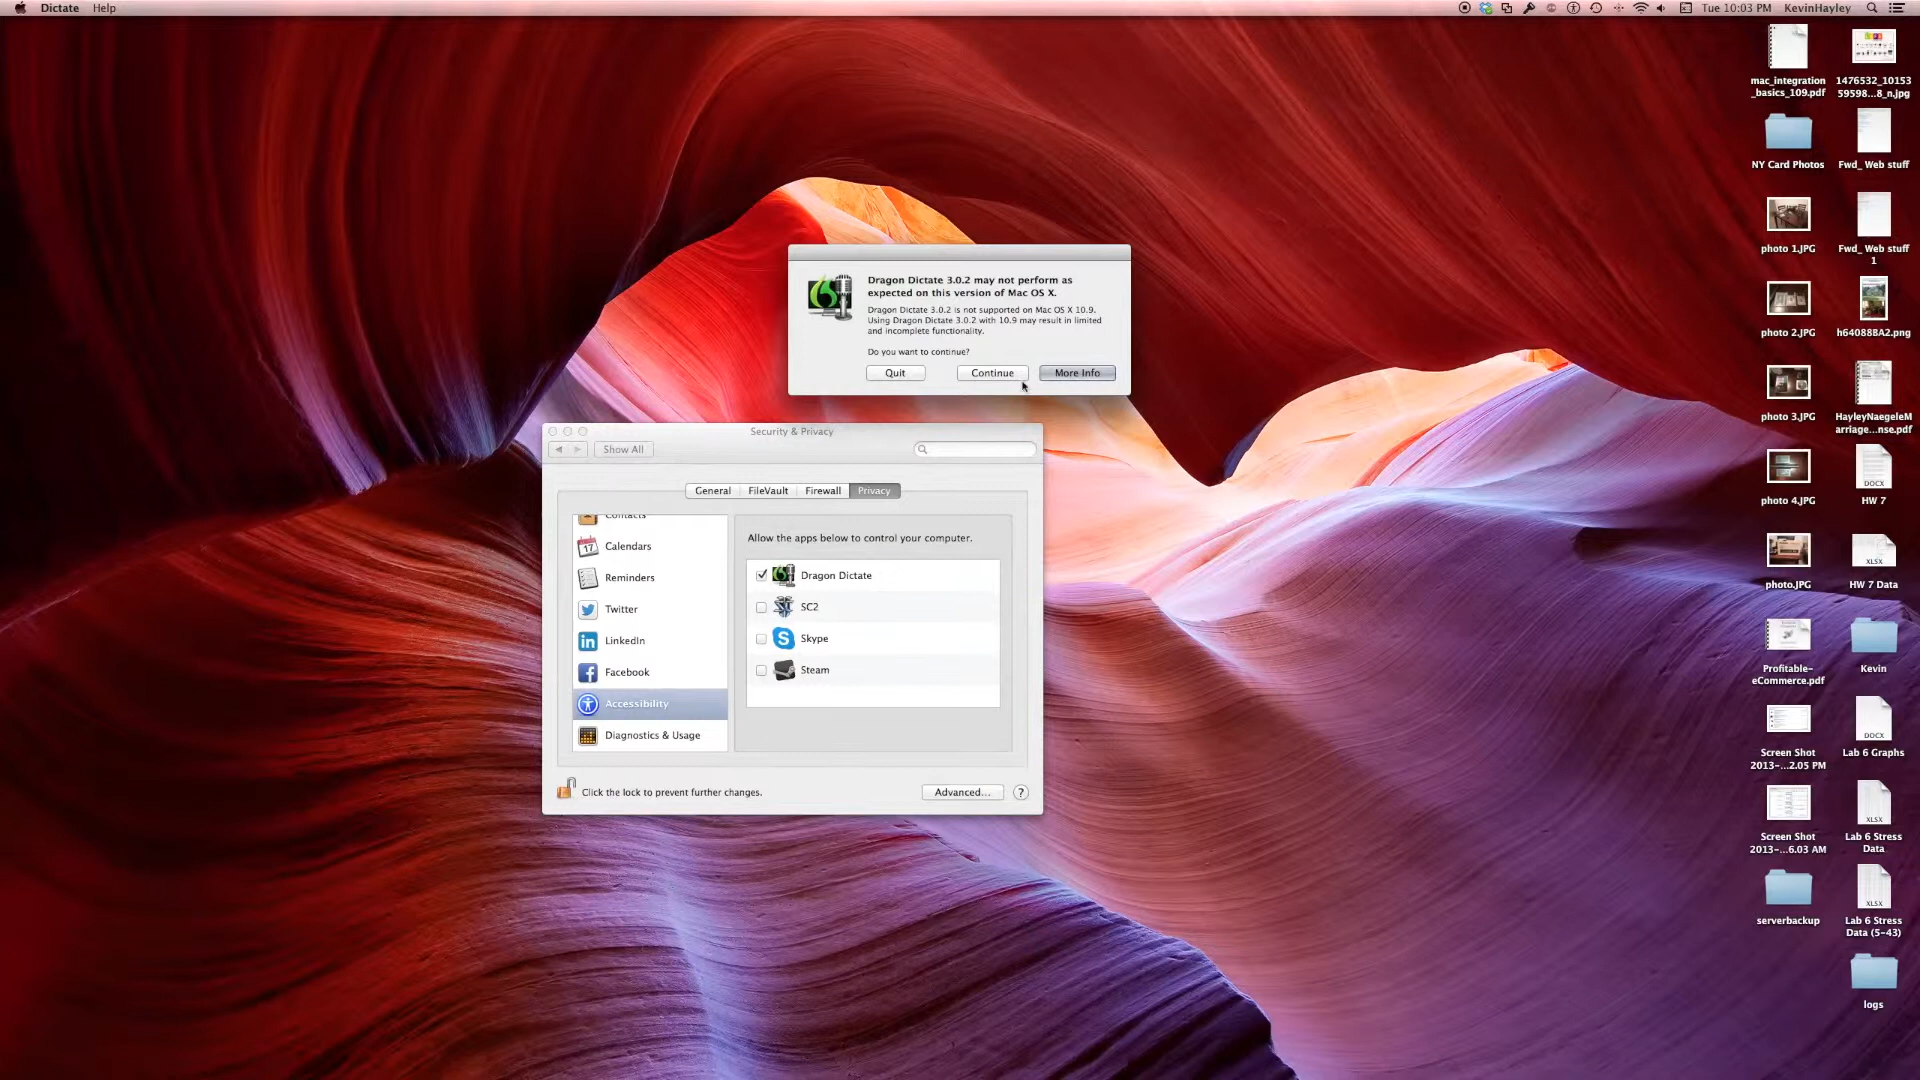 Dictate Help
Tue 10:03 PM KevinHayley
mac_integration
_basics_109.pdf
1476532_10153
59598...8_n.jpg
NY Card Photos
Fwd_ Web stuff
photo 1.JPG
Fwd_ Web stuff
1
photo 2.JPG
h64088BA2.png
photo 3.JPG
HayleyNaegeleM
arriage...nse.pdf
photo 4.JPG
DOCX
HW 7
photo.JPG
XLSX
HW 7 Data
Profitable-
eCommerce.pdf
Kevin
Screen Shot
2013-...2.05 PM
DOCX
Lab 6 Graphs
Screen Shot
2013-...6.03 AM
XLSX
Lab 6 Stress
Data
serverbackup
XLSX
Lab 6 Stress
Data (5-43)
logs
Dragon Dictate 3.0.2 may not perform as
expected on this version of Mac OS X.
Dragon Dictate 3.0.2 is not supported on Mac OS X 10.9.
Using Dragon Dictate 3.0.2 with 10.9 may result in limited
and incomplete functionality.
Do you want to continue?
Quit Continue More Info
Security & Privacy
Show All
General FileVault Firewall Privacy
Contacts
Calendars
17
Reminders
Twitter
LinkedIn
Facebook
Accessibility
Diagnostics & Usage
Allow the apps below to control your computer.
Dragon Dictate
SC2
Skype
Steam
Click the lock to prevent further changes.
Advanced... ?